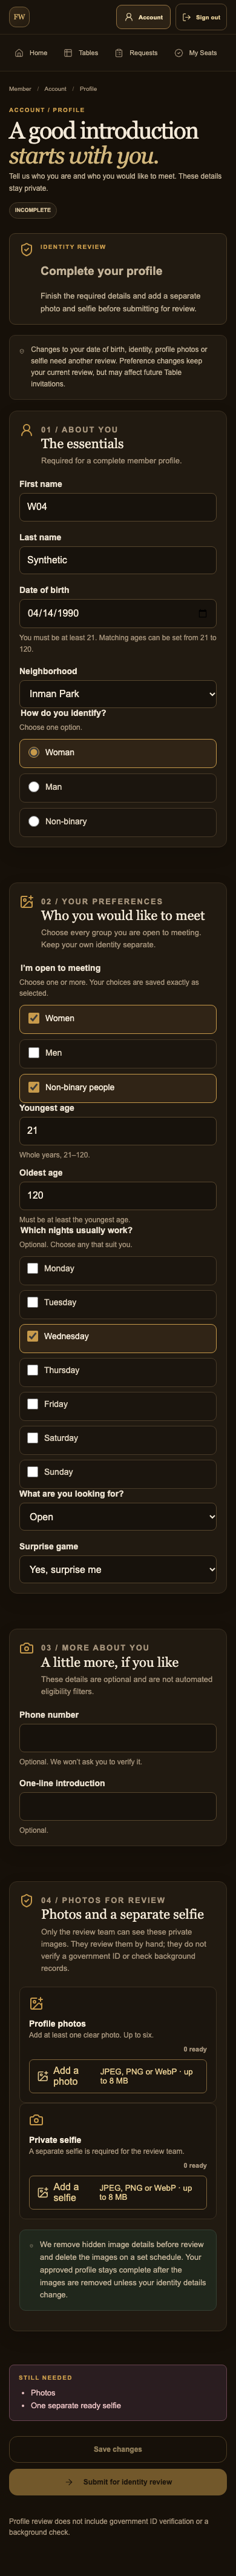 FW
Account
Sign out
Home
Tables
Requests
My Seats
Member / Account / Profile
ACCOUNT / PROFILE
A good introduction
starts with you.
Tell us who you are and who you would like to meet. These details
stay private.
INCOMPLETE
IDENTITY REVIEW
Complete your profile
Finish the required details and add a separate
photo and selfie before submitting for review.
Changes to your date of birth, identity, profile photos or
selfie need another review. Preference changes keep
your current review, but may affect future Table
invitations.
01 / ABOUT YOU
The essentials
Required for a complete member profile.
First name
W04
Last name
Synthetic
Date of birth
04/14/1990
You must be at least 21. Matching ages can be set from 21 to
120.
Neighborhood
Inman Park
How do you identify?
Choose one option.
Woman
Man
Non-binary
02 / YOUR PREFERENCES
Who you would like to meet
Choose every group you are open to meeting.
Keep your own identity separate.
I'm open to meeting
Choose one or more. Your choices are saved exactly as
selected.
Women
Men
Non-binary people
Youngest age
21
Whole years, 21–120.
Oldest age
120
Must be at least the youngest age.
Which nights usually work?
Optional. Choose any that suit you.
Monday
Tuesday
Wednesday
Thursday
Friday
Saturday
Sunday
What are you looking for?
Open
Surprise game
Yes, surprise me
03 / MORE ABOUT YOU
A little more, if you like
These details are optional and are not automated
eligibility filters.
Phone number
Optional. We won't ask you to verify it.
One-line introduction
Optional.
04 / PHOTOS FOR REVIEW
Photos and a separate selfie
Only the review team can see these private
images. They review them by hand; they do not
verify a government ID or check background
records.
Profile photos
Add at least one clear photo. Up to six.
0 ready
Add a
photo
JPEG, PNG or WebP · up
to 8 MB
Private selfie
A separate selfie is required for the review team.
0 ready
Add a
selfie
JPEG, PNG or WebP · up
to 8 MB
We remove hidden image details before review
and delete the images on a set schedule. Your
approved profile stays complete after the
images are removed unless your identity details
change.
STILL NEEDED
• Photos
• One separate ready selfie
Save changes
Submit for identity review
Profile review does not include government ID verification or a
background check.